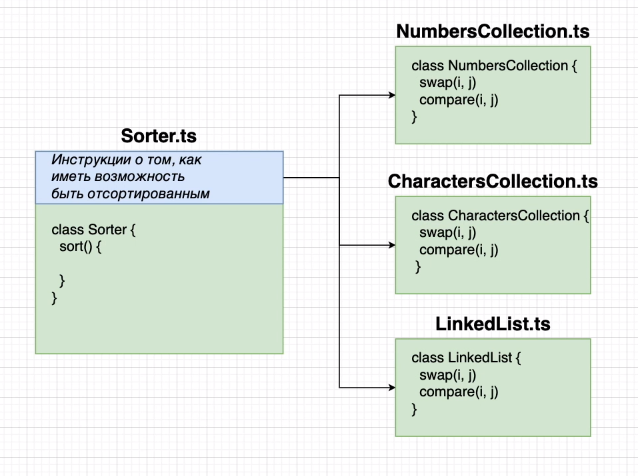 Sorter.ts
Инструкции о том, как
иметь возможность
быть отсортированным
class Sorter {
sort() {
}
}
NumbersCollection.ts
class NumbersCollection {
swap(i, j)
compare(i, j)
}
CharactersCollection.ts
class CharactersCollection {
swap(i, j)
compare(i, j)
}
LinkedList.ts
class LinkedList {
swap(i, j)
compare(i, j)
}